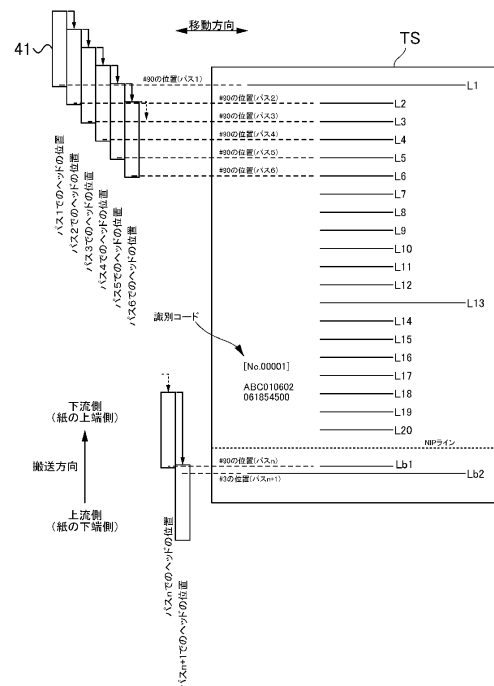 移動方向
TS
41
#90の位置(パス1)
L1
#90の位置(パス2)
L2
#90の位置(パス3)
L3
#90の位置(パス4)
L4
#90の位置(パス5)
L5
#90の位置(パス6)
L6
L7
L8
L9
L10
L11
L12
L13
L14
L15
L16
L17
L18
L19
L20
パス1でのヘッドの位置
パス2でのヘッドの位置
パス3でのヘッドの位置
パス4でのヘッドの位置
パス5でのヘッドの位置
パス6でのヘッドの位置
識別コード
[No.00001]
ABC010602
061854500
NIPライン
下流側
(紙の上端側)
搬送方向
上流側
(紙の下端側)
#90の位置(パスn)
Lb1
#3の位置(パスn+1)
Lb2
パスnでのヘッドの位置
パスn+1でのヘッドの位置